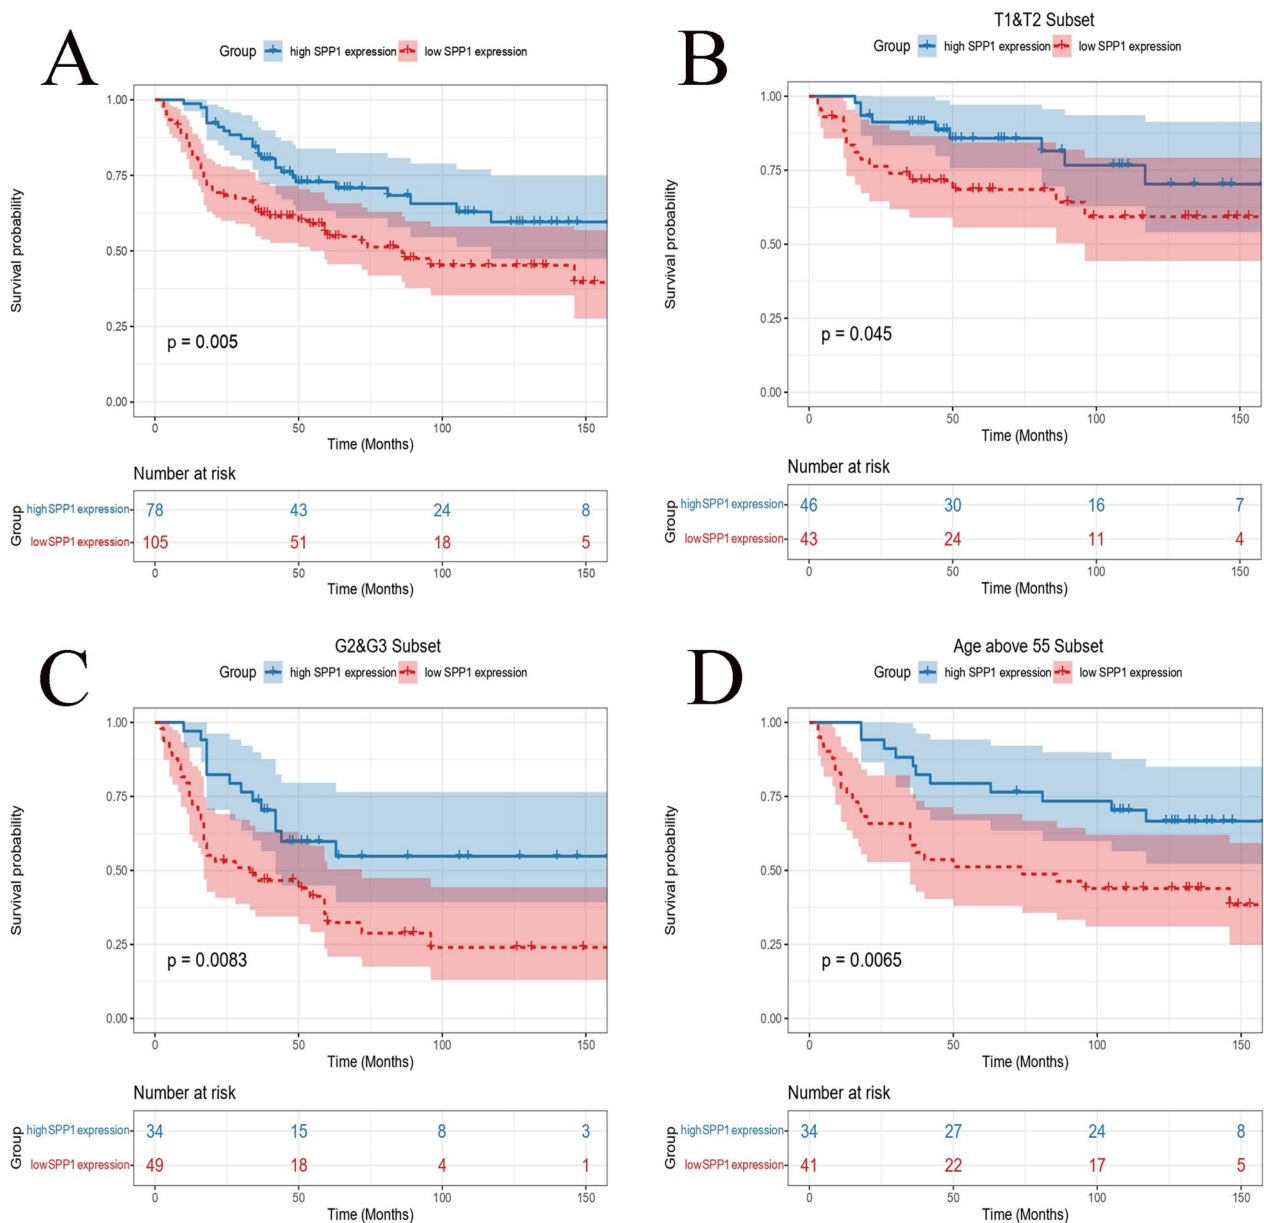 A
Group high SPP1 expression low SPP1 expression
Survival probability
1.00
0.75
0.50
0.25
0.00
p = 0.005
0 50 100 150
Time (Months)
Number at risk
Group
high SPP1 expression 78 43 24 8
low SPP1 expression 105 51 18 5
0 50 100 150
Time (Months)
B
T1&T2 Subset
Group high SPP1 expression low SPP1 expression
Survival probability
1.00
0.75
0.50
0.25
0.00
p = 0.045
0 50 100 150
Time (Months)
Number at risk
Group
high SPP1 expression 46 30 16 7
low SPP1 expression 43 24 11 4
0 50 100 150
Time (Months)
C
G2&G3 Subset
Group high SPP1 expression low SPP1 expression
Survival probability
1.00
0.75
0.50
0.25
0.00
p = 0.0083
0 50 100 150
Time (Months)
Number at risk
Group
high SPP1 expression 34 15 8 3
low SPP1 expression 49 18 4 1
0 50 100 150
Time (Months)
D
Age above 55 Subset
Group high SPP1 expression low SPP1 expression
Survival probability
1.00
0.75
0.50
0.25
0.00
p = 0.0065
0 50 100 150
Time (Months)
Number at risk
Group
high SPP1 expression 34 27 24 8
low SPP1 expression 41 22 17 5
0 50 100 150
Time (Months)